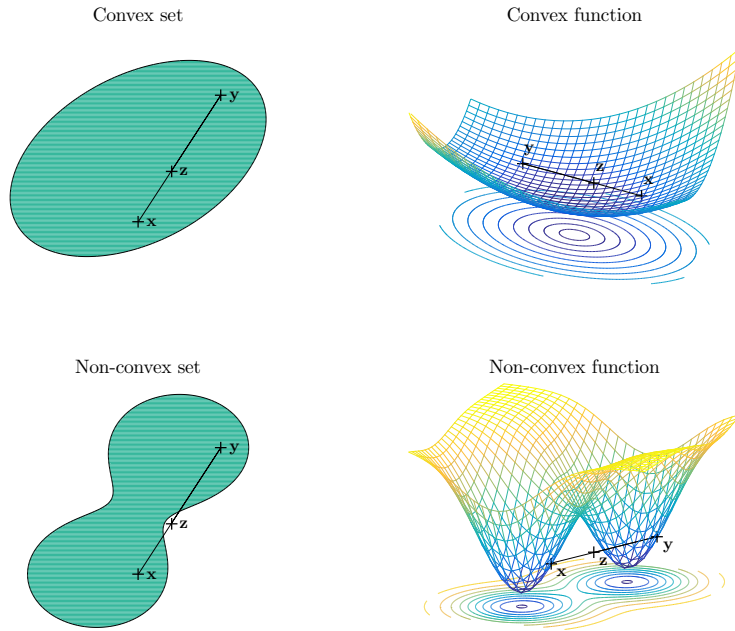 Convex set
Convex function
y
z
x
y
z
x
Non-convex set
Non-convex function
y
z
x
y
z
x